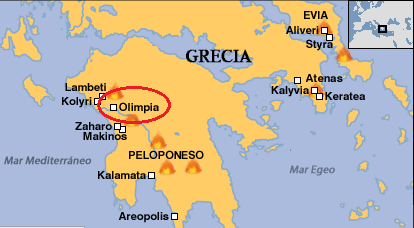 EVIA
Aliveri
Styra
GRECIA
Atenas
Lambeti
Kalyvia
Keratea
Kolyri
Olimpia
Zaharo
Makinos
PELOPONESO
Mar Mediterráneo
Mar Egeo
Kalamata
Areopolis